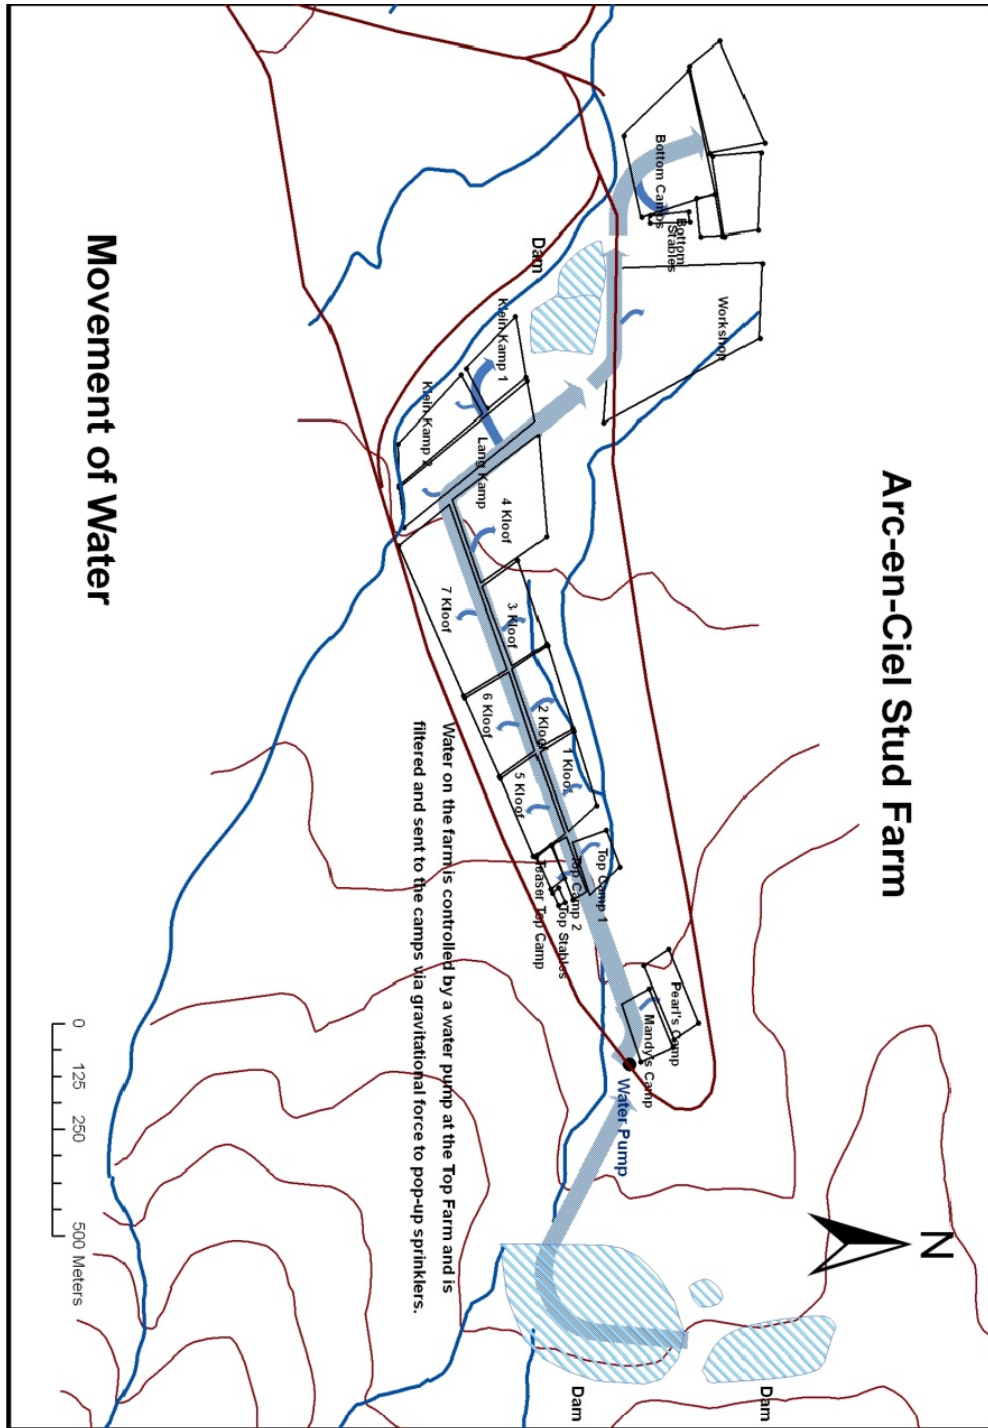 Arc-en-Ciel Stud Farm
N
Bottom Camps
Bottom
Stables
Workshop
Dam
Klein Kamp 1
Klein Kamp 2
Lang Kamp
4 Kloof
3 Kloof
2 Kloof
1 Kloof
7 Kloof
6 Kloof
5 Kloof
Top Camp 1
Top Camp 2
Top Stables
Teaser Top Camp
Pearl's Camp
Mandy's Camp
Water Pump
Dam
Dam
Water on the farm is controlled by a water pump at the Top Farm and is
filtered and sent to the camps via gravitational force to pop-up sprinklers.
0 125 250 500 Meters
Movement of Water